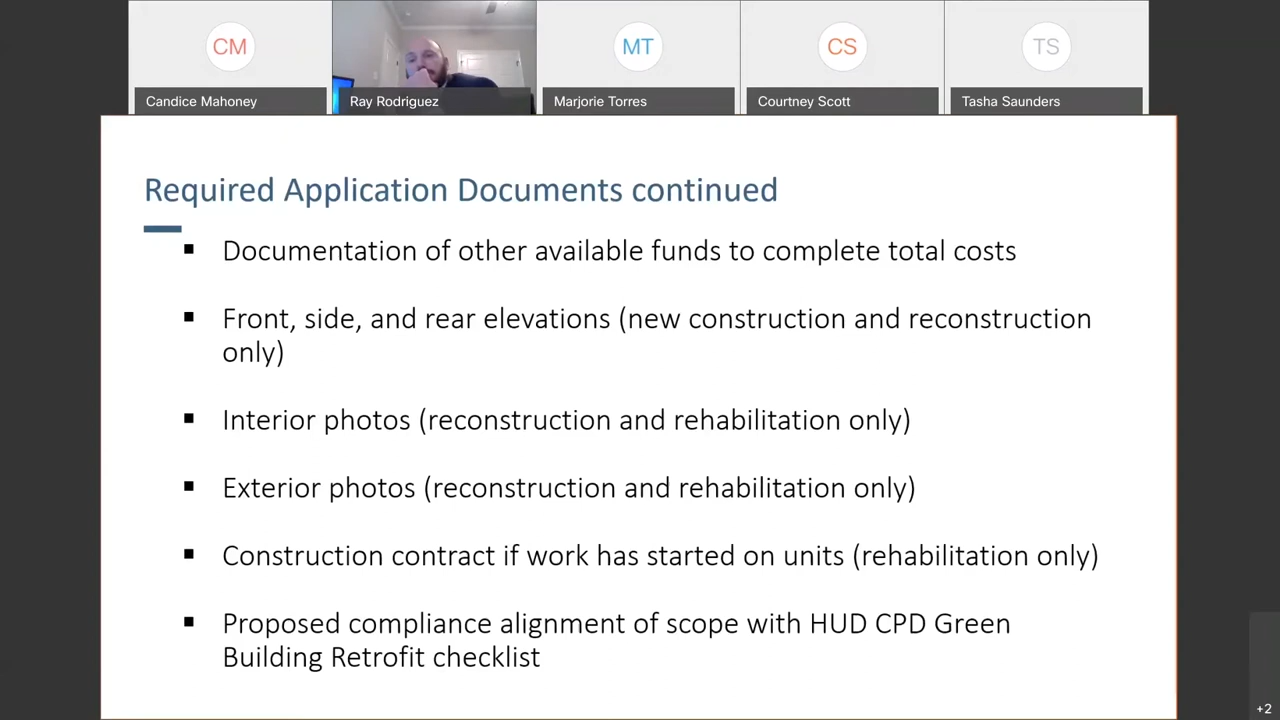 CM
MT
CS
TS
Candice Mahoney
Ray Rodriguez
Marjorie Torres
Courtney Scott
Tasha Saunders
Required Application Documents continued
▪ Documentation of other available funds to complete total costs
▪ Front, side, and rear elevations (new construction and reconstruction
only)
▪ Interior photos (reconstruction and rehabilitation only)
▪ Exterior photos (reconstruction and rehabilitation only)
▪ Construction contract if work has started on units (rehabilitation only)
▪ Proposed compliance alignment of scope with HUD CPD Green
Building Retrofit checklist
+2